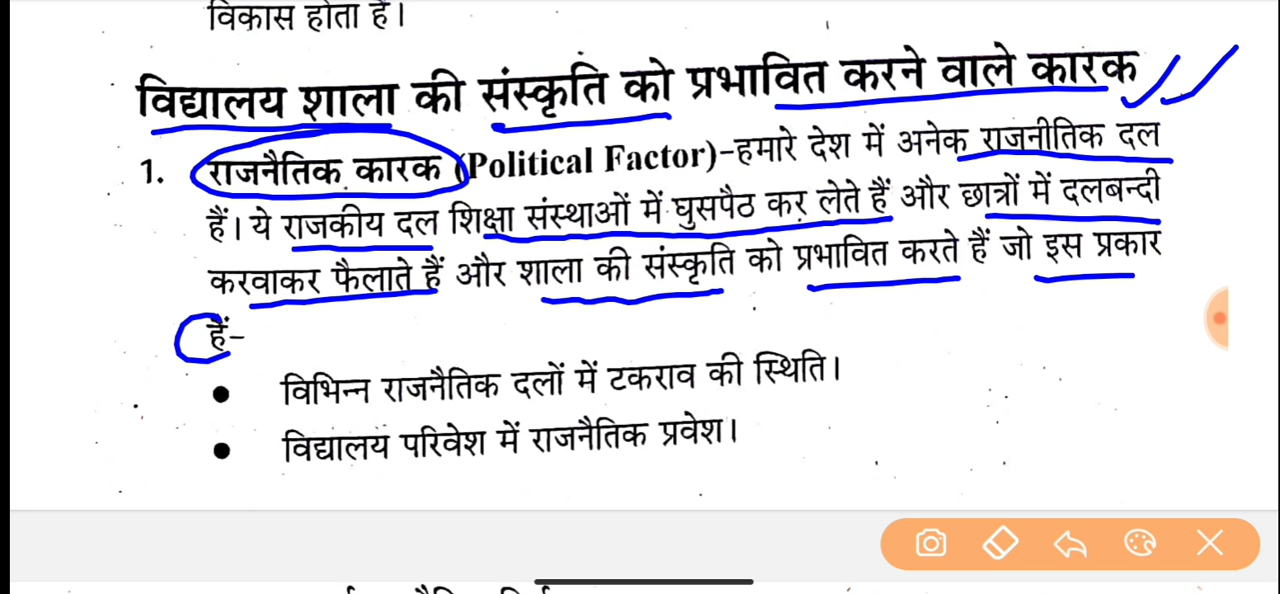 विकास होता है।
विद्यालय शाला की संस्कृति को प्रभावित करने वाले कारक
1. राजनैतिक कारक (Political Factor)-हमारे देश में अनेक राजनीतिक दल
हैं। ये राजकीय दल शिक्षा संस्थाओं में घुसपैठ कर लेते हैं और छात्रों में दलबन्दी
करवाकर फैलाते हैं और शाला की संस्कृति को प्रभावित करते हैं जो इस प्रकार
हैं-
● विभिन्न राजनैतिक दलों में टकराव की स्थिति।
● विद्यालय परिवेश में राजनैतिक प्रवेश।